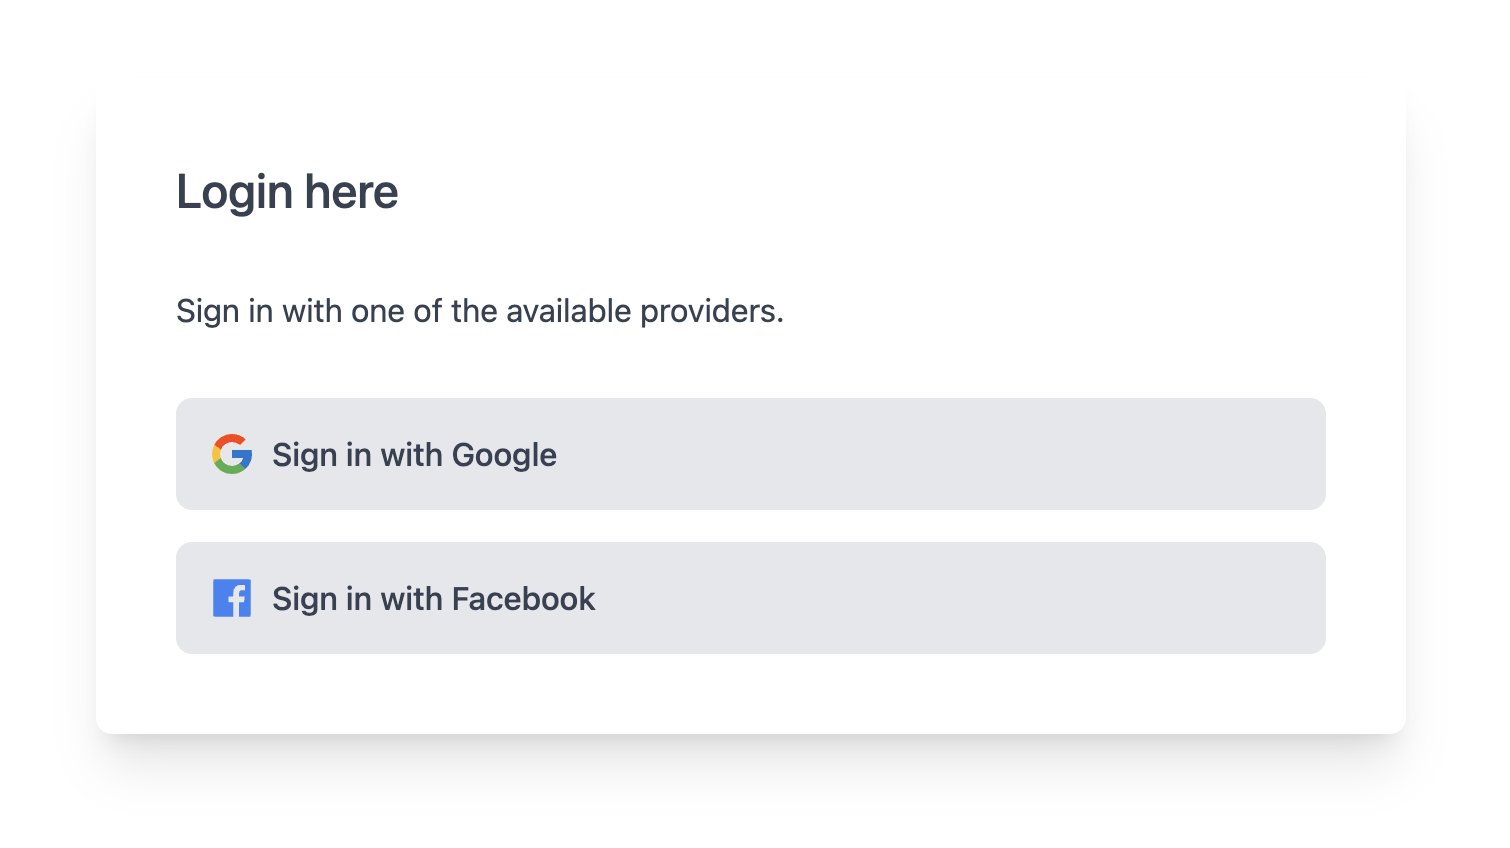 Login here
Sign in with one of the available providers.
Sign in with Google
Sign in with Facebook